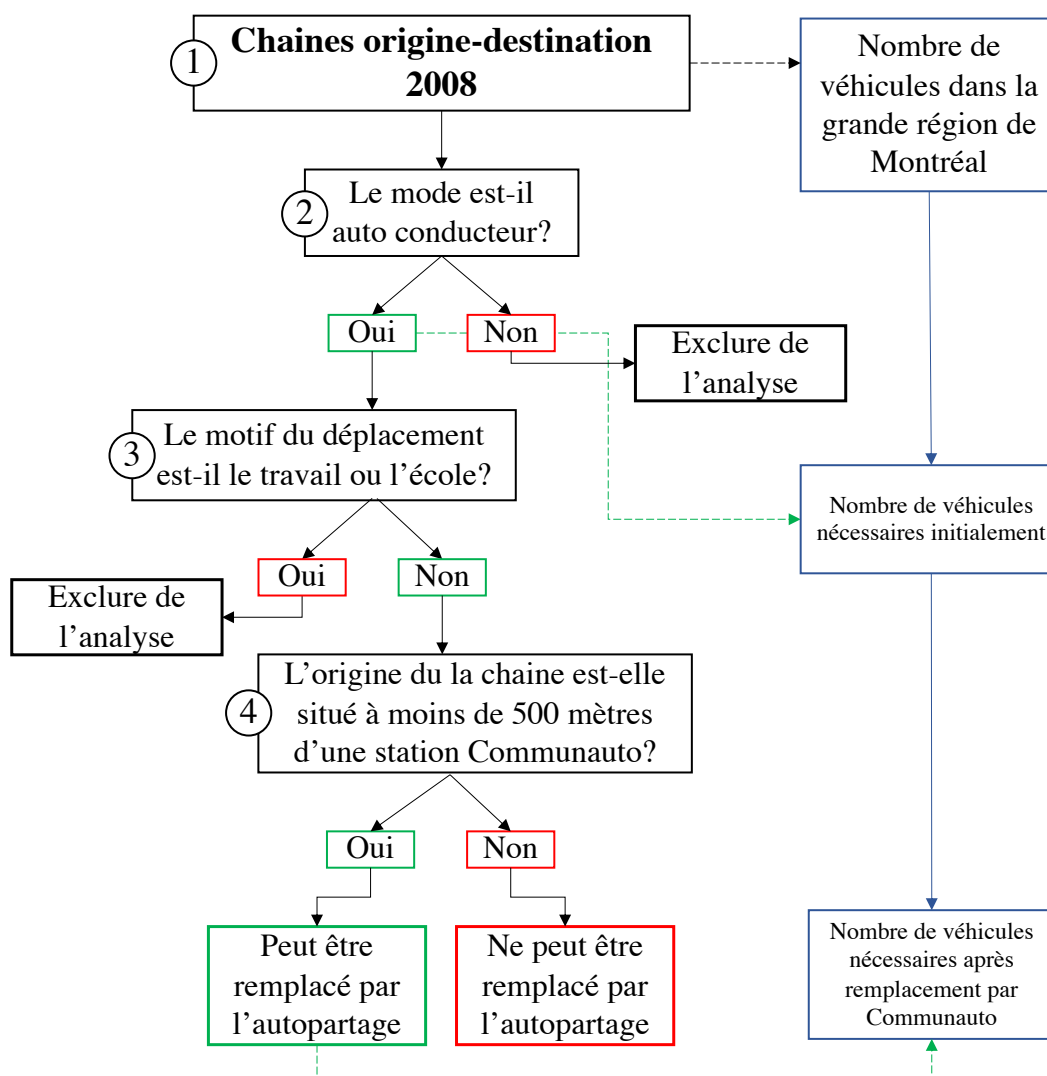 1
Chaines origine-destination
2008
Nombre de
véhicules dans la
grande région de
Montréal
2
Le mode est-il
auto conducteur?
Oui
Non
Exclure de
l’analyse
3
Le motif du déplacement
est-il le travail ou l’école?
Nombre de véhicules
nécessaires initialement
Oui
Non
Exclure de
l’analyse
4
L’origine du la chaine est-elle
situé à moins de 500 mètres
d’une station Communauto?
Oui
Non
Peut être
remplacé par
l’autopartage
Ne peut être
remplacé par
l’autopartage
Nombre de véhicules
nécessaires après
remplacement par
Communauto